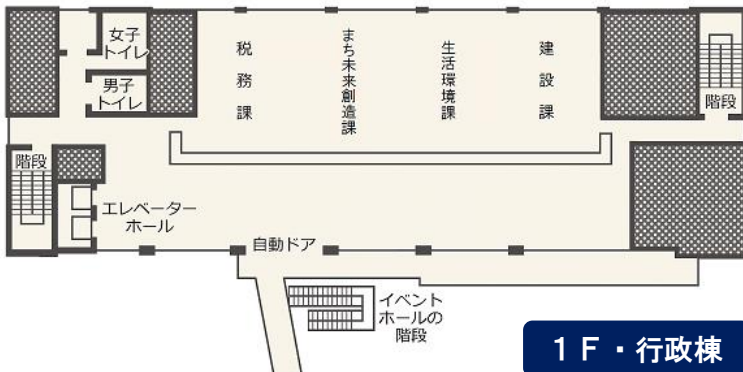 女子
トイレ
男子
トイレ
税務課
まち未来創造課
生活環境課
建設課
階段
階段
エレベーター
ホール
自動ドア
イベント
ホールの
階段
１Ｆ・行政棟